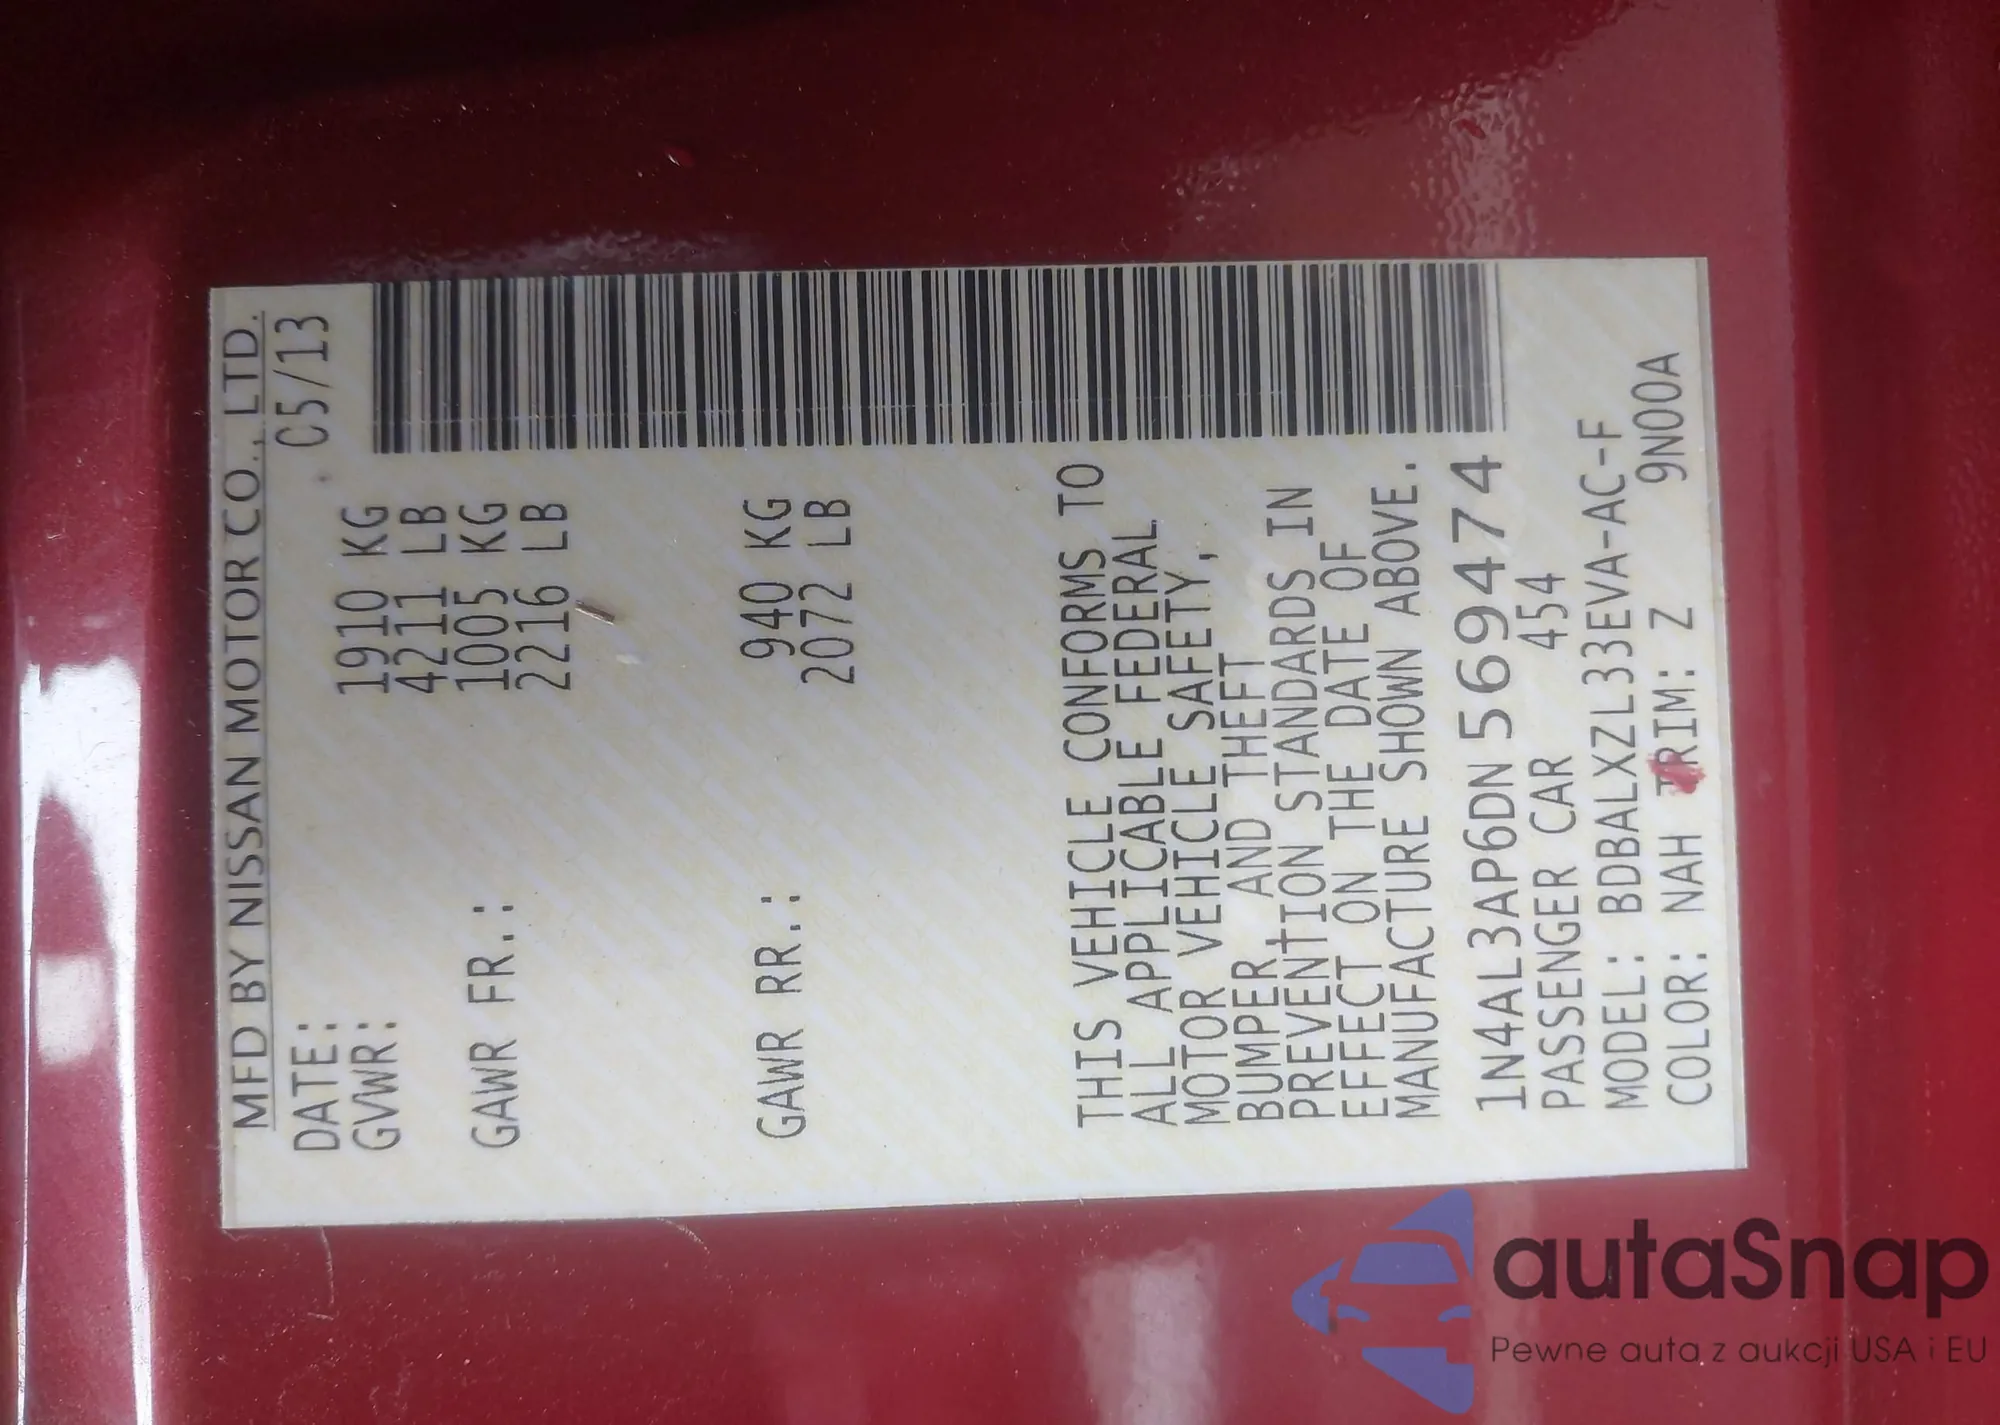 MFD BY NISSAN MOTOR CO., LTD.
DATE: C5/13
GVWR: 1910 KG
4211 LB
GAWR FR.: 1005 KG
2216 LB
GAWR RR.: 940 KG
2072 LB
THIS VEHICLE CONFORMS TO
ALL APPLICABLE FEDERAL
MOTOR VEHICLE SAFETY,
BUMPER, AND THEFT
PREVENTION STANDARDS IN
EFFECT ON THE DATE OF
MANUFACTURE SHOWN ABOVE.
1N4AL3AP6DN569474
PASSENGER CAR 454
MODEL: BDBALXZL33EVA-AC-F
COLOR: NAH TRIM: Z 9N00A
autaSnap
Pewne auta z aukcji USA i EU